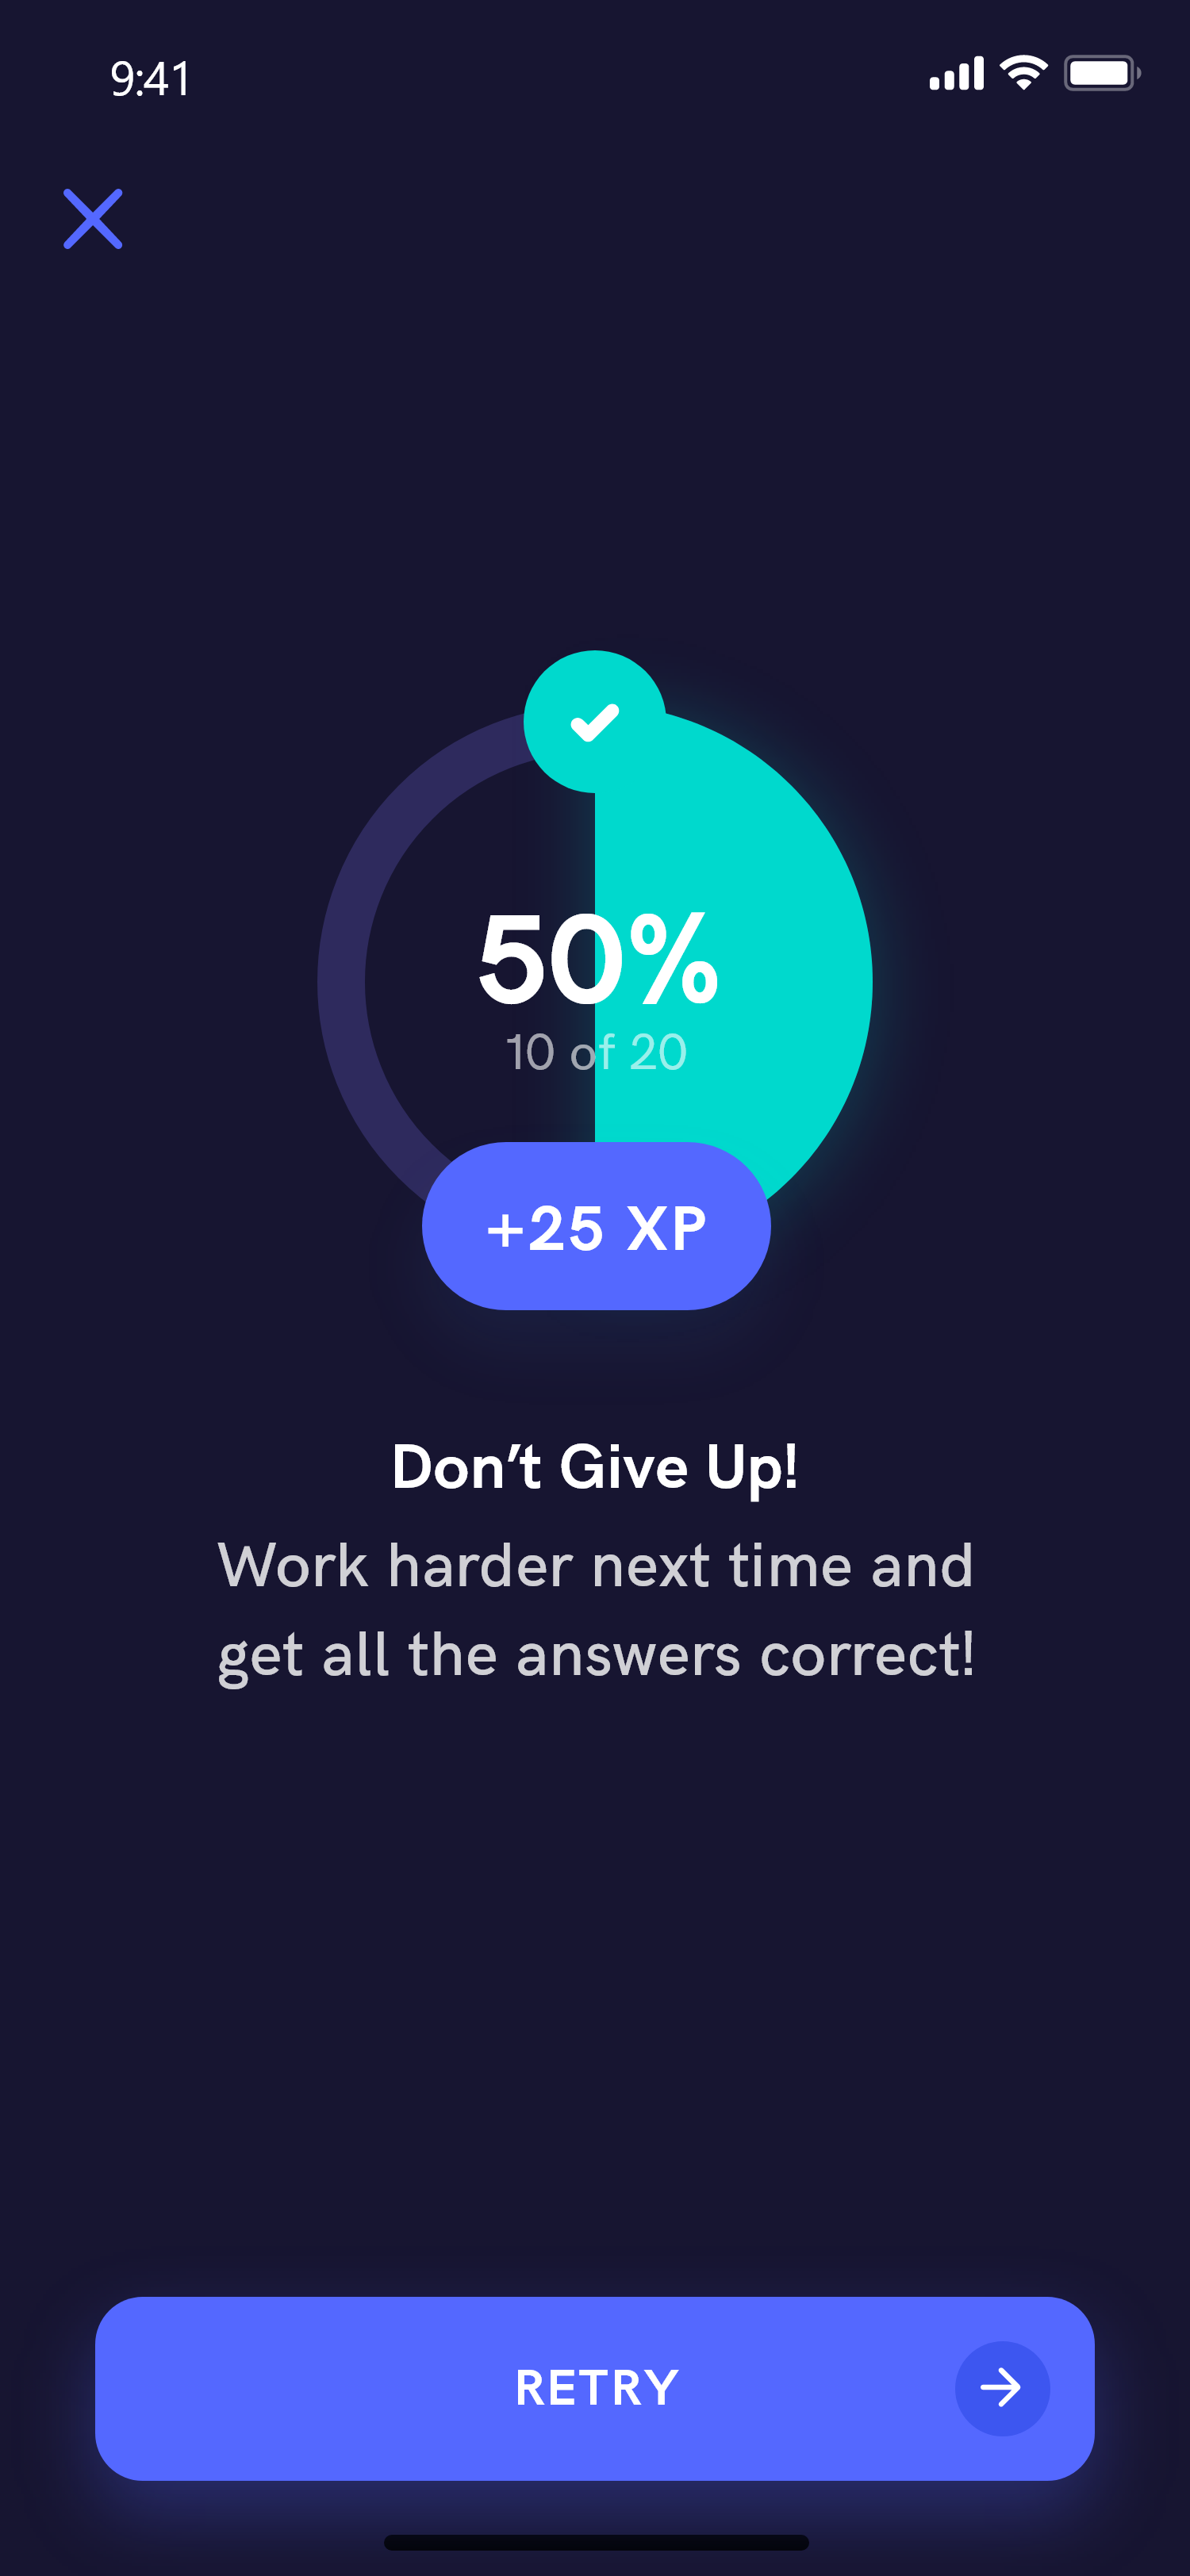 9:41
50%
10 of 20
+25 XP
Don’t Give Up!
Work harder next time and
get all the answers correct!
RETRY